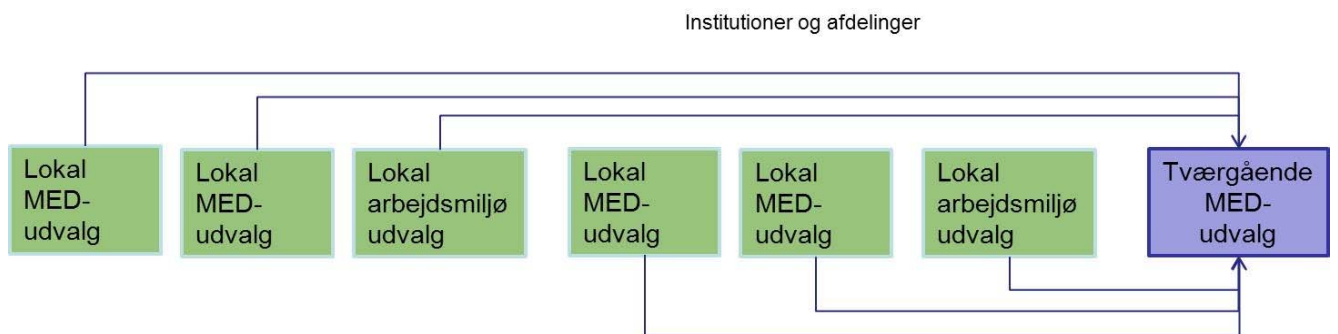 Institutioner og afdelinger
Lokal
MED-
udvalg
Lokal
MED-
udvalg
Lokal
arbejdsmiljø
udvalg
Lokal
MED-
udvalg
Lokal
MED-
udvalg
Lokal
arbejdsmiljø
udvalg
Tværgående
MED-
udvalg